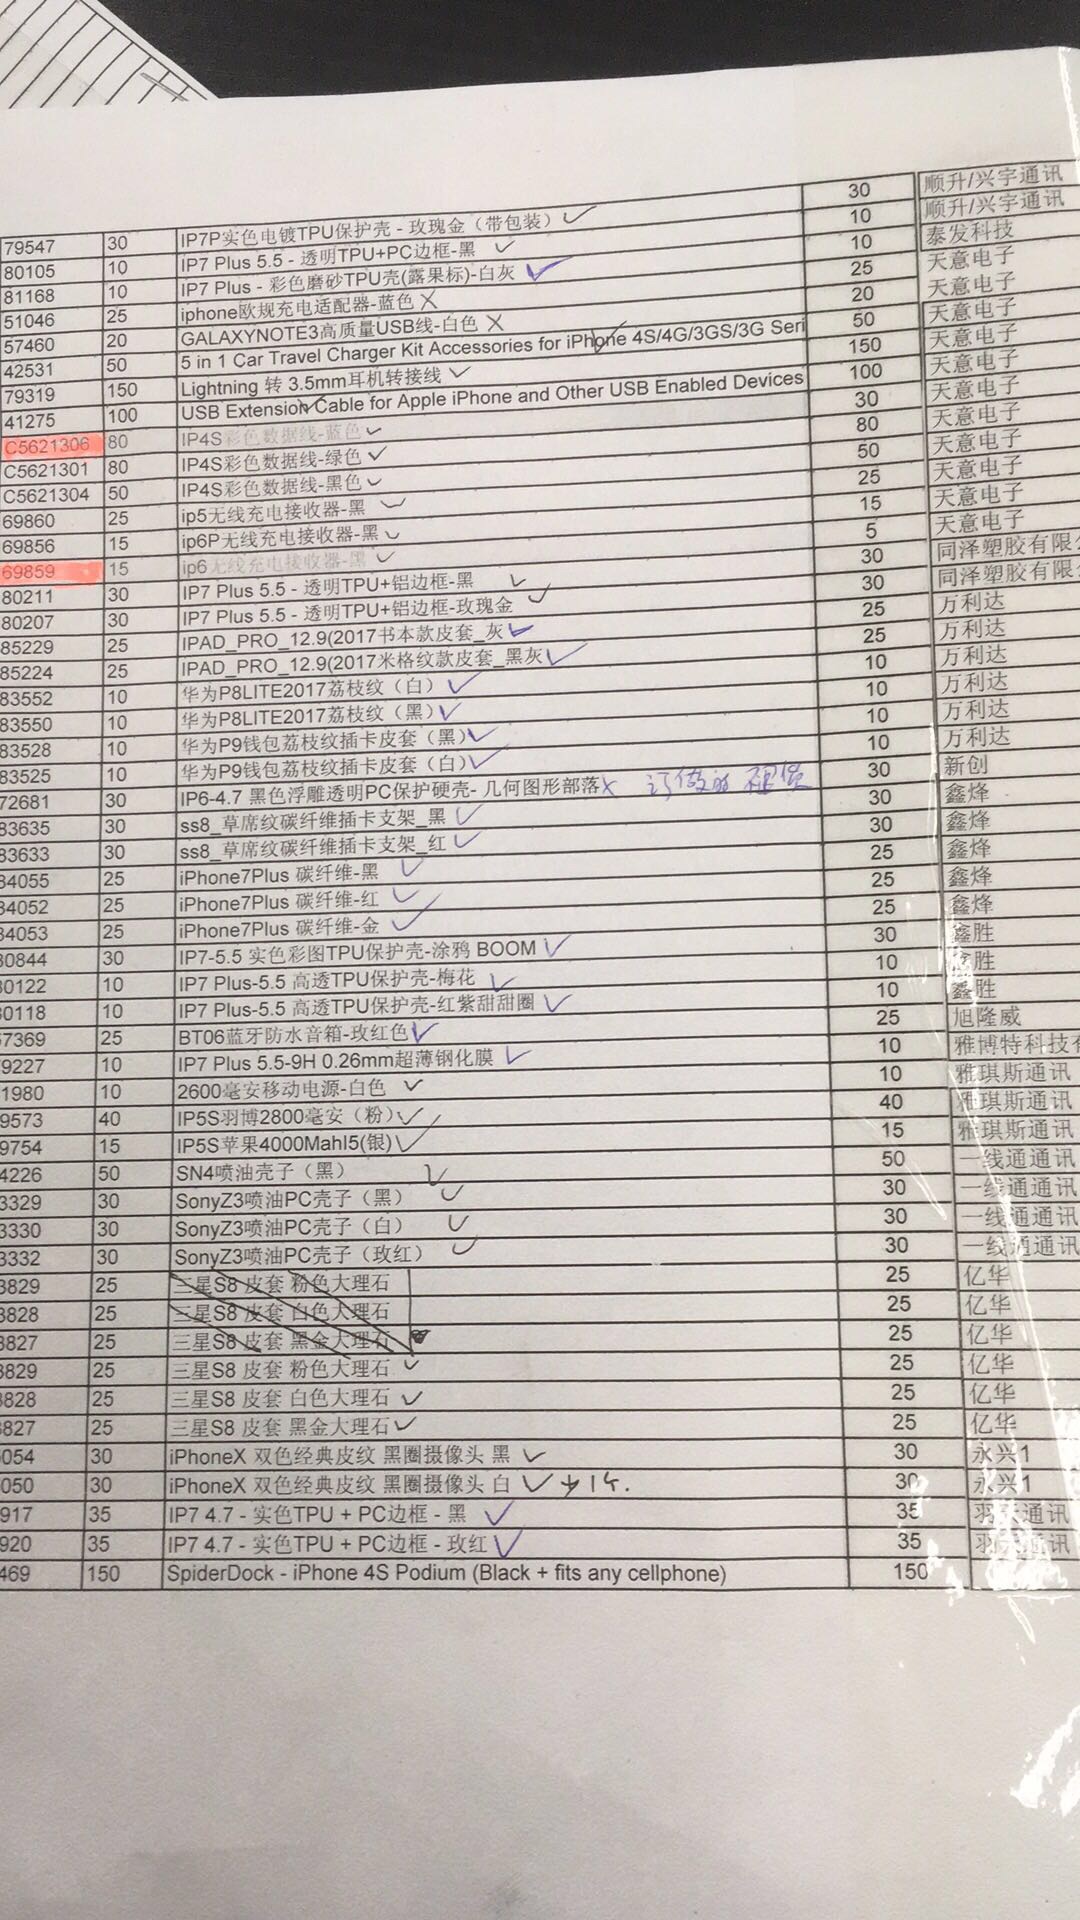 79547 30 IP7P实色电镀TPU保护壳 - 玫瑰金（带包装） 30 顺升/兴宇通讯
80105 10 IP7 Plus 5.5 - 透明TPU+PC边框-黑 10 顺升/兴宇通讯
81168 10 IP7 Plus - 彩色磨砂TPU壳(露果标)-白灰 10 泰发科技
51046 25 iphone欧规充电适配器-蓝色 25 天意电子
57460 20 GALAXYNOTE3高质量USB线-白色 20 天意电子
42531 50 5 in 1 Car Travel Charger Kit Accessories for iPhone 4S/4G/3GS/3G Seri 50 天意电子
79319 150 Lightning 转 3.5mm耳机转接线 150 天意电子
41275 100 USB Extension Cable for Apple iPhone and Other USB Enabled Devices 100 天意电子
C5621306 80 IP4S彩色数据线-蓝色 30 天意电子
C5621301 80 IP4S彩色数据线-绿色 80 天意电子
C5621304 50 IP4S彩色数据线-黑色 50 天意电子
69860 25 ip5无线充电接收器-黑 25 天意电子
69856 15 ip6P无线充电接收器-黑 15 天意电子
69859 15 ip6无线充电接收器-黑 5 天意电子
80211 30 IP7 Plus 5.5 - 透明TPU+铝边框-黑 30 同泽塑胶有限
80207 30 IP7 Plus 5.5 - 透明TPU+铝边框-玫瑰金 30 同泽塑胶有限
85229 25 IPAD_PRO_12.9(2017书本款皮套_灰 25 万利达
85224 25 IPAD_PRO_12.9(2017米格纹款皮套_黑灰 25 万利达
83552 10 华为P8LITE2017荔枝纹（白） 10 万利达
83550 10 华为P8LITE2017荔枝纹（黑） 10 万利达
83528 10 华为P9钱包荔枝纹插卡皮套（黑） 10 万利达
83525 10 华为P9钱包荔枝纹插卡皮套（白） 10 万利达
72681 30 IP6-4.7 黑色浮雕透明PC保护硬壳- 几何图形部落 订做的 30 新创
83635 30 ss8_草席纹碳纤维插卡支架_黑 30 鑫烽
83633 30 ss8_草席纹碳纤维插卡支架_红 30 鑫烽
84055 25 iPhone7Plus 碳纤维-黑 25 鑫烽
84052 25 iPhone7Plus 碳纤维-红 25 鑫烽
84053 25 iPhone7Plus 碳纤维-金 25 鑫烽
80844 30 IP7-5.5 实色彩图TPU保护壳-涂鸦 BOOM 30 鑫胜
80122 10 IP7 Plus-5.5 高透TPU保护壳-梅花 10 鑫胜
80118 10 IP7 Plus-5.5 高透TPU保护壳-红紫甜甜圈 10 鑫胜
57369 25 BT06蓝牙防水音箱-玫红色 25 旭隆威
9227 10 IP7 Plus 5.5-9H 0.26mm超薄钢化膜 10 雅博特科技有
1980 10 2600毫安移动电源-白色 10 雅琪斯通讯
9573 40 IP5S羽博2800毫安（粉） 40 雅琪斯通讯
9754 15 IP5S苹果4000MahI5(银) 15 雅琪斯通讯
4226 50 SN4喷油壳子（黑） 50 一线通通讯
3329 30 SonyZ3喷油PC壳子（黑） 30 一线通通讯
3330 30 SonyZ3喷油PC壳子（白） 30 一线通通讯
3332 30 SonyZ3喷油PC壳子（玫红） 30 一线通通讯
3829 25 三星S8 皮套 粉色大理石 25 亿华
3828 25 三星S8 皮套 白色大理石 25 亿华
3827 25 三星S8 皮套 黑金大理石 25 亿华
3829 25 三星S8 皮套 粉色大理石 25 亿华
3828 25 三星S8 皮套 白色大理石 25 亿华
3827 25 三星S8 皮套 黑金大理石 25 亿华
054 30 iPhoneX 双色经典皮纹 黑圈摄像头 黑 30 永兴1
050 30 iPhoneX 双色经典皮纹 黑圈摄像头 白 30 永兴1
917 35 IP7 4.7 - 实色TPU + PC边框 - 黑 35 通讯
920 35 IP7 4.7 - 实色TPU + PC边框 - 玫红 35 通讯
469 150 SpiderDock - iPhone 4S Podium (Black + fits any cellphone) 150